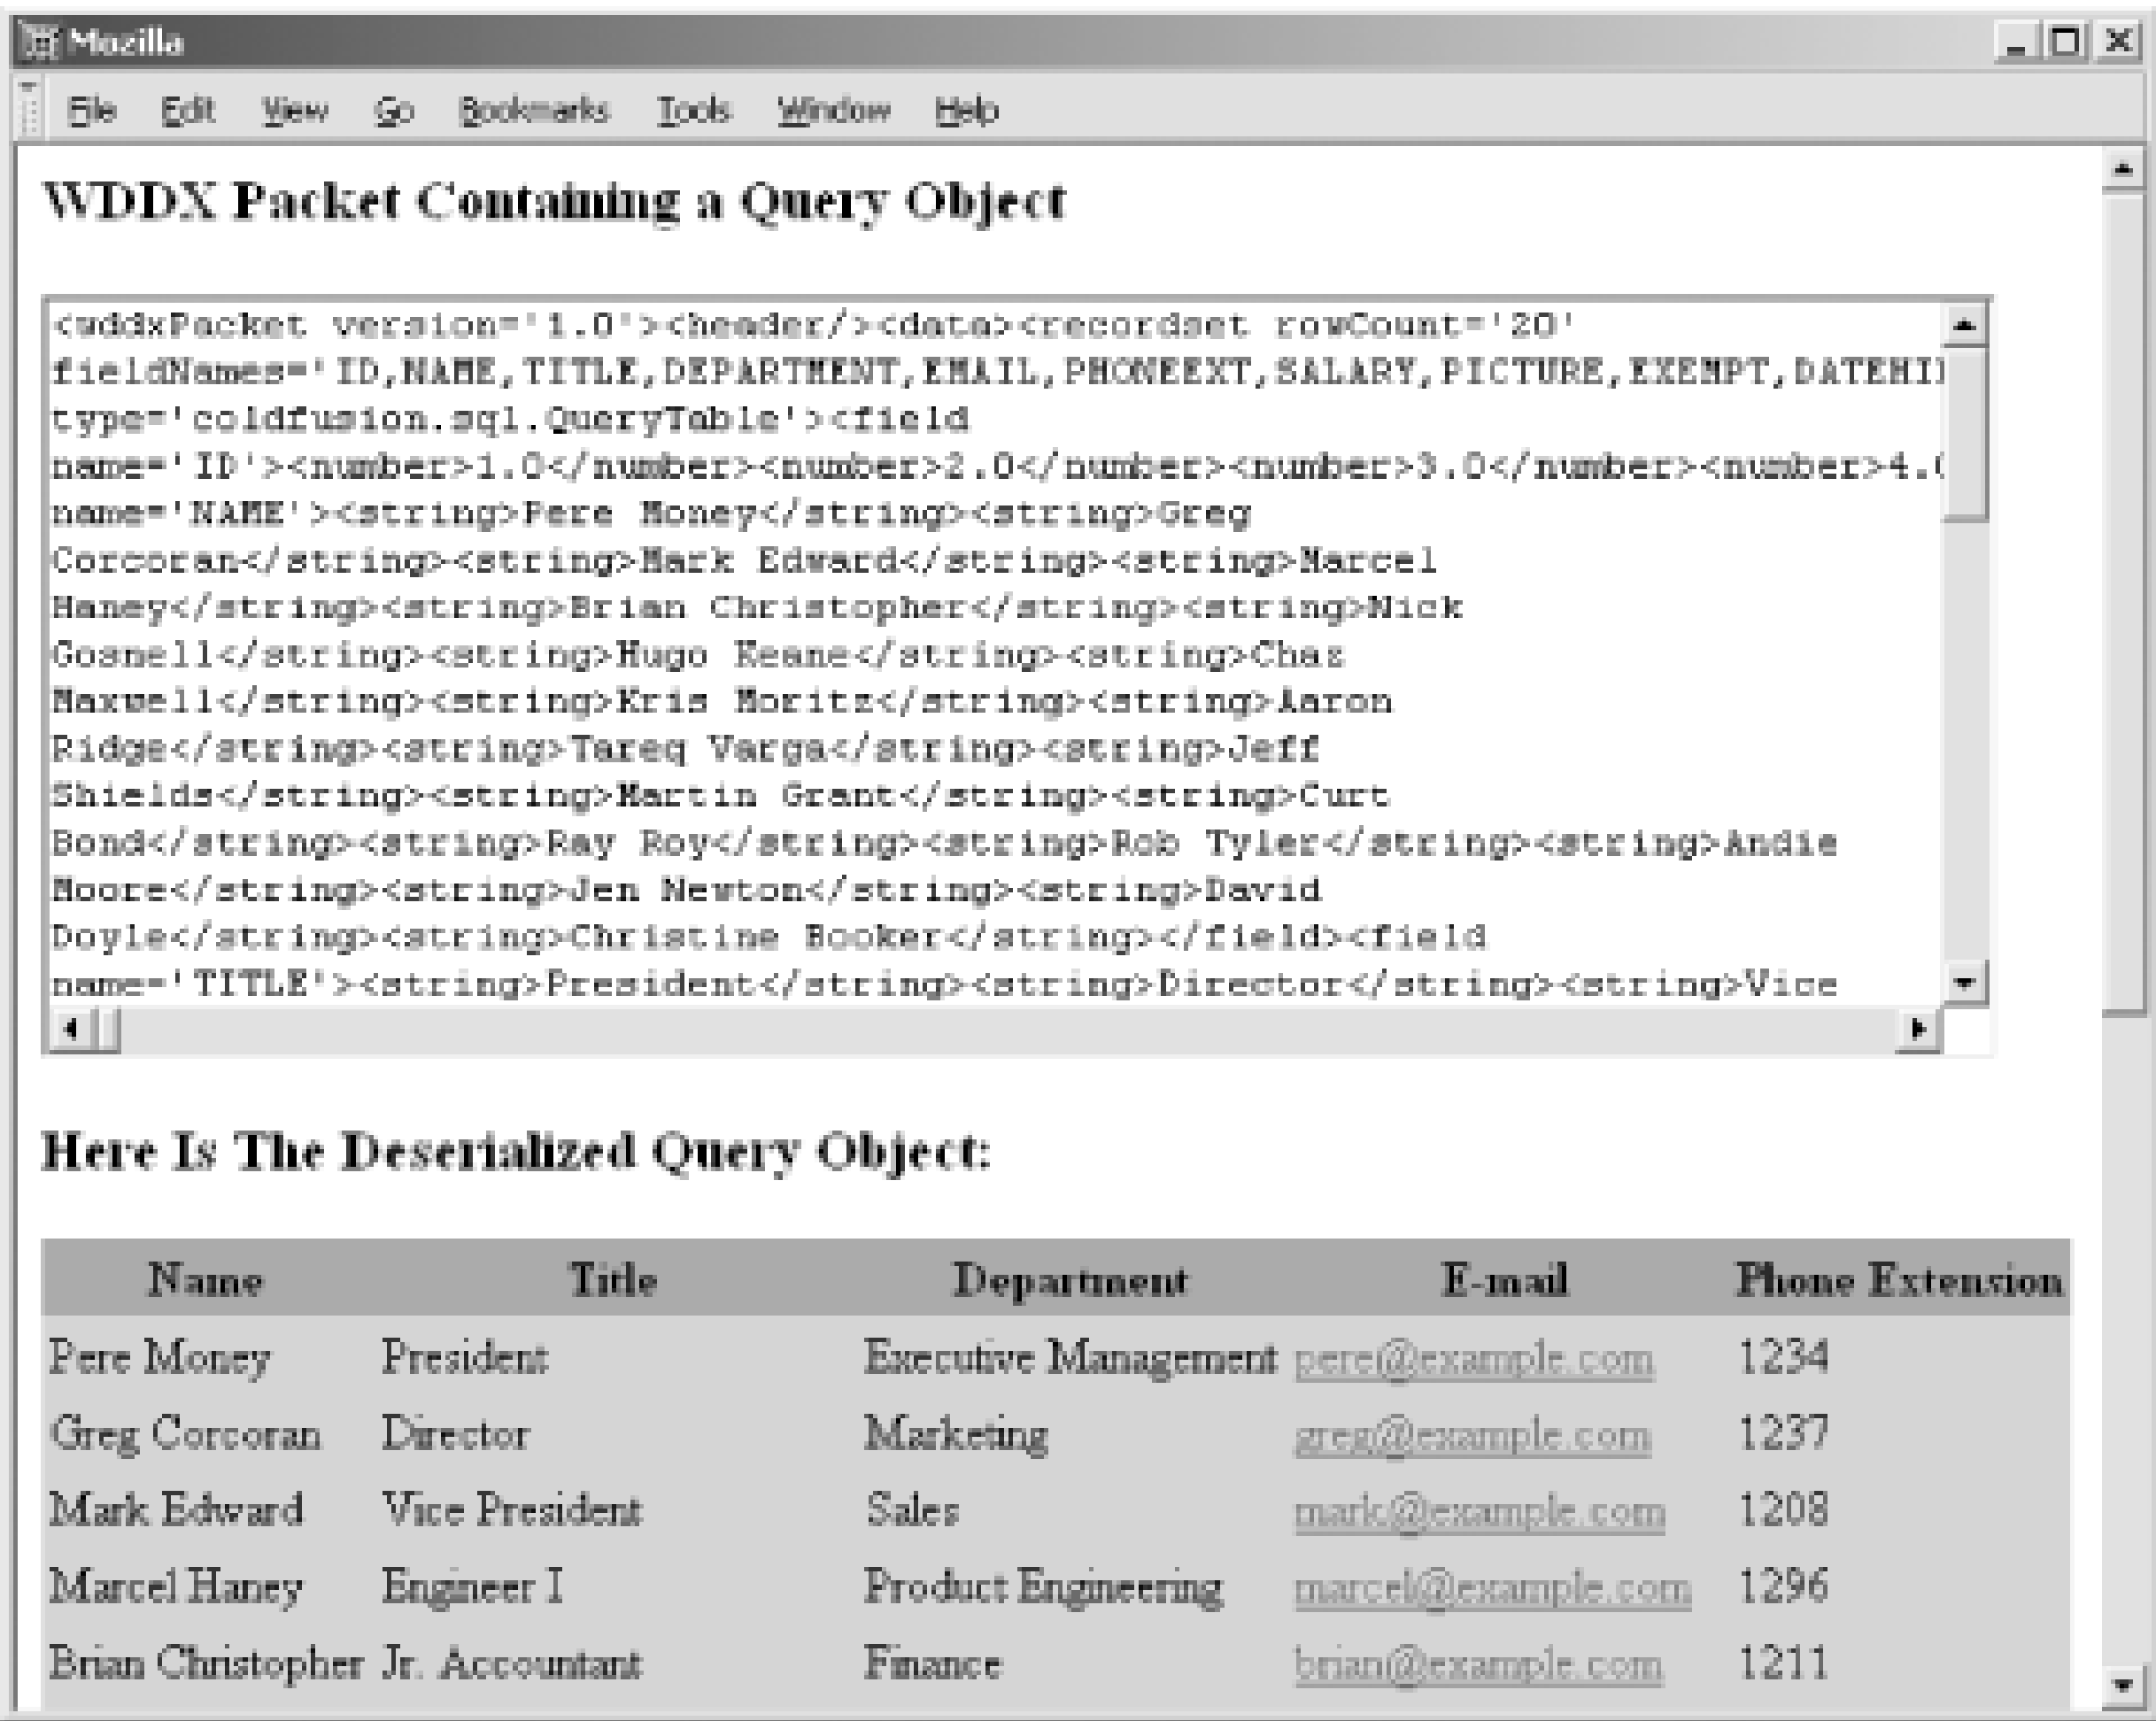 Mozilla
File Edit View Go Bookmarks Tools Window Help
WDDX Packet Containing a Query Object
<wddxPacket version='1.0'><header/><data><recordset rowCount='20'
fieldNames='ID,NAME,TITLE,DEPARTMENT,EMAIL,PHONEEXT,SALARY,PICTURE,EXEMPT,DATEHI
type='coldfusion.sql.QueryTable'><field
name='ID'><number>1.0</number><number>2.0</number><number>3.0</number><number>4.0
name='NAME'><string>Pere Money</string><string>Greg
Corcoran</string><string>Mark Edward</string><string>Marcel
Haney</string><string>Brian Christopher</string><string>Nick
Gosnell</string><string>Hugo Keane</string><string>Chaz
Maxwell</string><string>Kris Moritz</string><string>Aaron
Ridge</string><string>Tareq Varga</string><string>Jeff
Shields</string><string>Martin Grant</string><string>Curt
Bond</string><string>Ray Roy</string><string>Rob Tyler</string><string>Andie
Moore</string><string>Jen Newton</string><string>David
Doyle</string><string>Christine Booker</string></field><field
name='TITLE'><string>President</string><string>Director</string><string>Vice
Here Is The Deserialized Query Object:
Name Title Department E-mail Phone Extension
Pere Money President Executive Management pere@example.com 1234
Greg Corcoran Director Marketing greg@example.com 1237
Mark Edward Vice President Sales mark@example.com 1208
Marcel Haney Engineer I Product Engineering marcel@example.com 1296
Brian Christopher Jr. Accountant Finance brian@example.com 1211